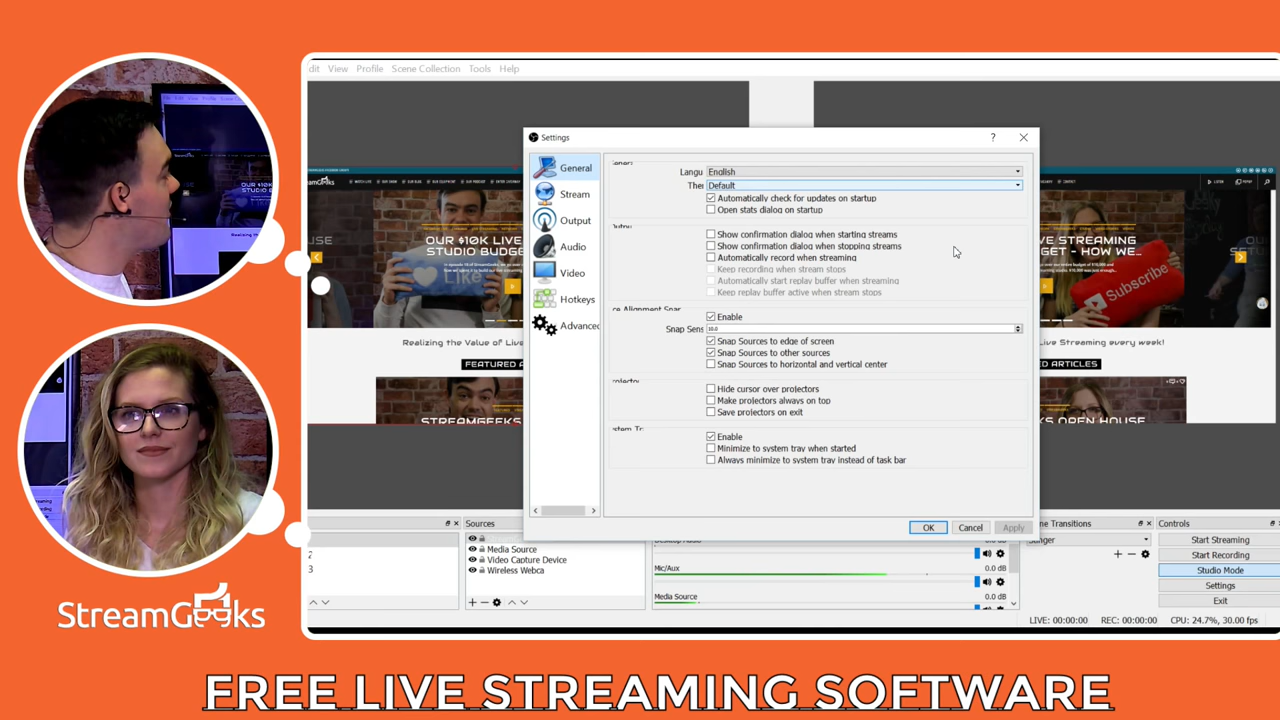 dit View Profile Scene Collection Tools Help
Settings
? 
General
Stream
Output
Audio
Video
Hotkeys
Advanced
Langu English
Ther Default
Automatically check for updates on startup
Open stats dialog on startup
Show confirmation dialog when starting streams
Show confirmation dialog when stopping streams
Automatically record when streaming
Keep recording when stream stops
Automatically start replay buffer when streaming
Keep replay buffer active when stream stops
Enable
Snap Sens 10.0
Snap Sources to edge of screen
Snap Sources to other sources
Snap Sources to horizontal and vertical center
Hide cursor over projectors
Make projectors always on top
Save projectors on exit
Enable
Minimize to system tray when started
Always minimize to system tray instead of task bar
OK Cancel Apply
OUR $10K LIVE
STUDIO BUDGE
Like
LIVE STREAMING
GET - HOW WE...
Subscribe
Realizing the Value of Live
Live Streaming every week!
FEATURED A
ED ARTICLES
STREAMGE
KS OPEN HOUSE
2
3
Sources
Media Source
Video Capture Device
Wireless Webca
Mic/Aux 0.0 dB
Media Source 0.0 dB
ne Transitions
Controls
Start Streaming
Start Recording
Studio Mode
Settings
Exit
LIVE: 00:00:00 REC: 00:00:00 CPU: 24.7%, 30.00 fps
StreamGeeks
FREE LIVE STREAMING SOFTWARE